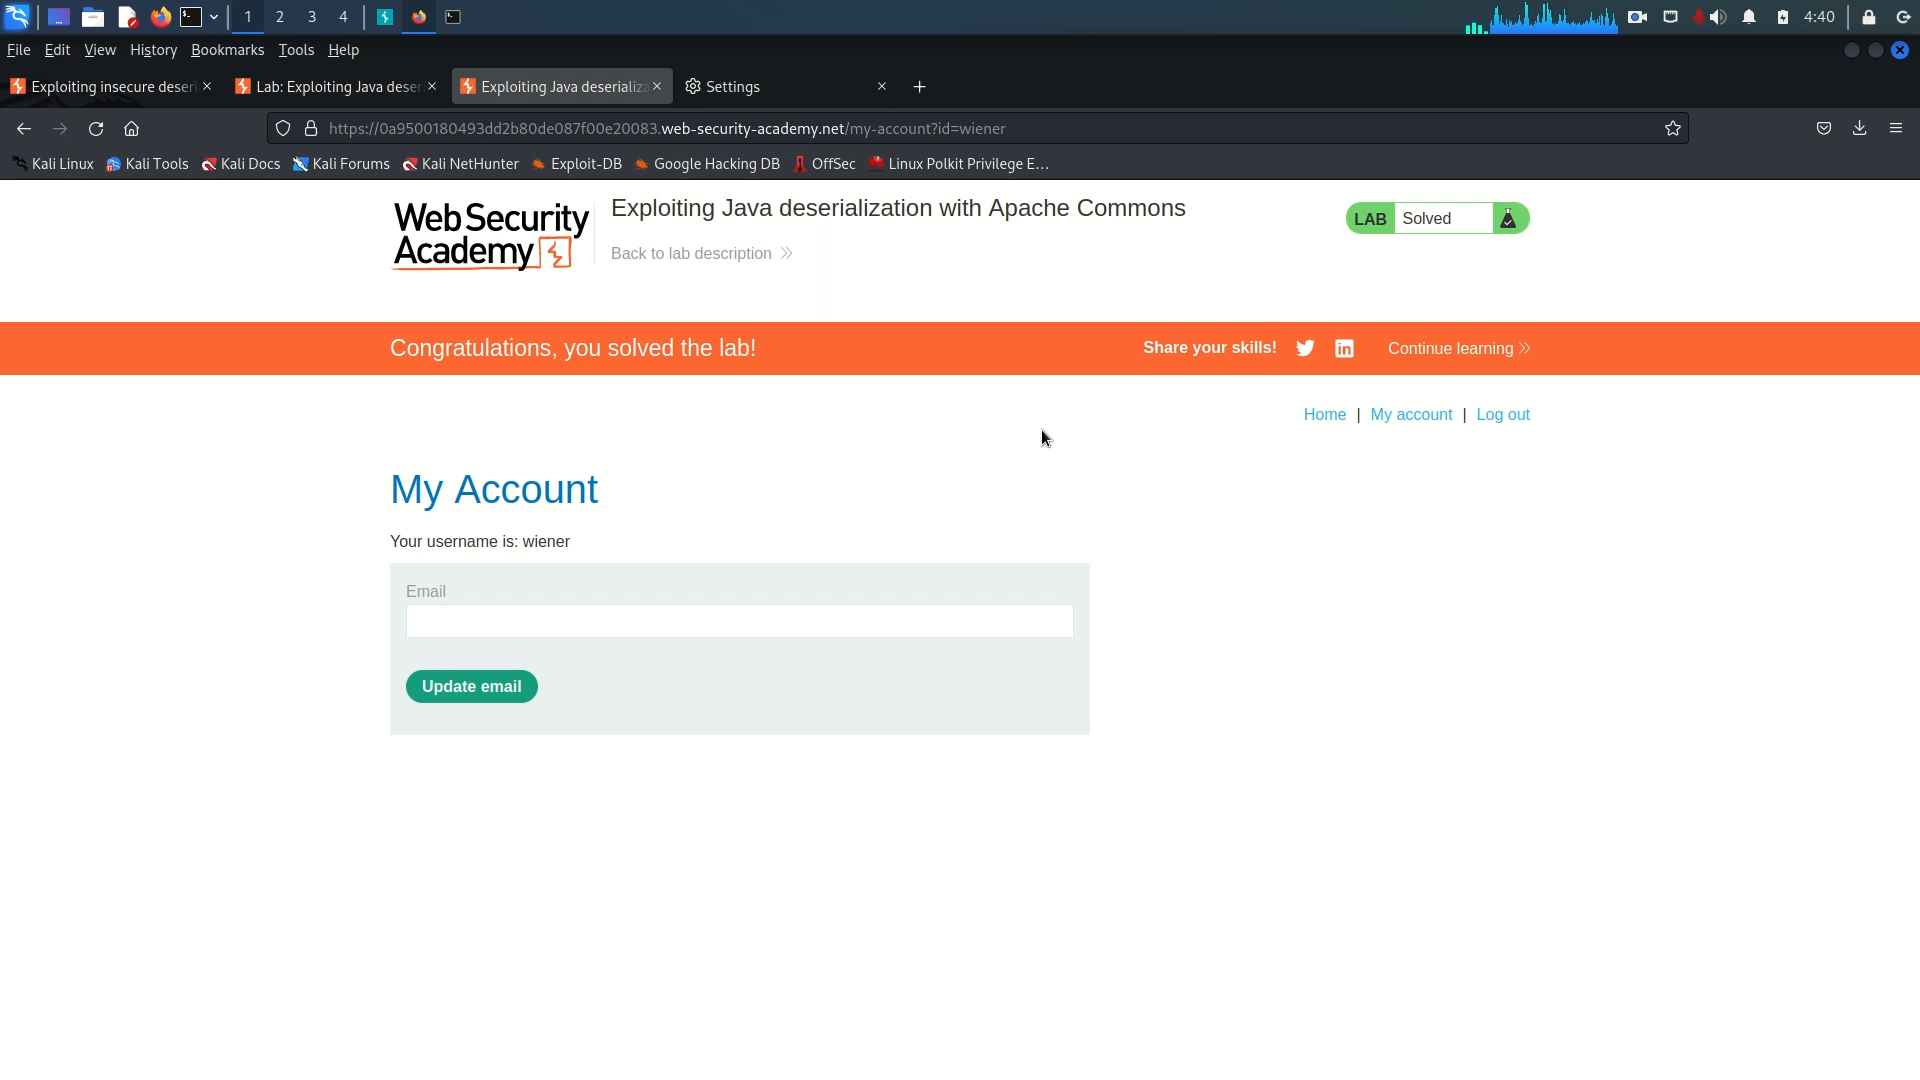 1 2 3 4 4:40
File Edit View History Bookmarks Tools Help
Exploiting insecure deseri Lab: Exploiting Java deser Exploiting Java deserializa Settings
https://0a9500180493dd2b80de087f00e20083.web-security-academy.net/my-account?id=wiener
Kali Linux Kali Tools Kali Docs Kali Forums Kali NetHunter Exploit-DB Google Hacking DB OffSec Linux Polkit Privilege E…
WebSecurity
Academy
Exploiting Java deserialization with Apache Commons
Back to lab description
LAB Solved
Congratulations, you solved the lab!
Share your skills! Continue learning
Home | My account | Log out
My Account
Your username is: wiener
Email
Update email